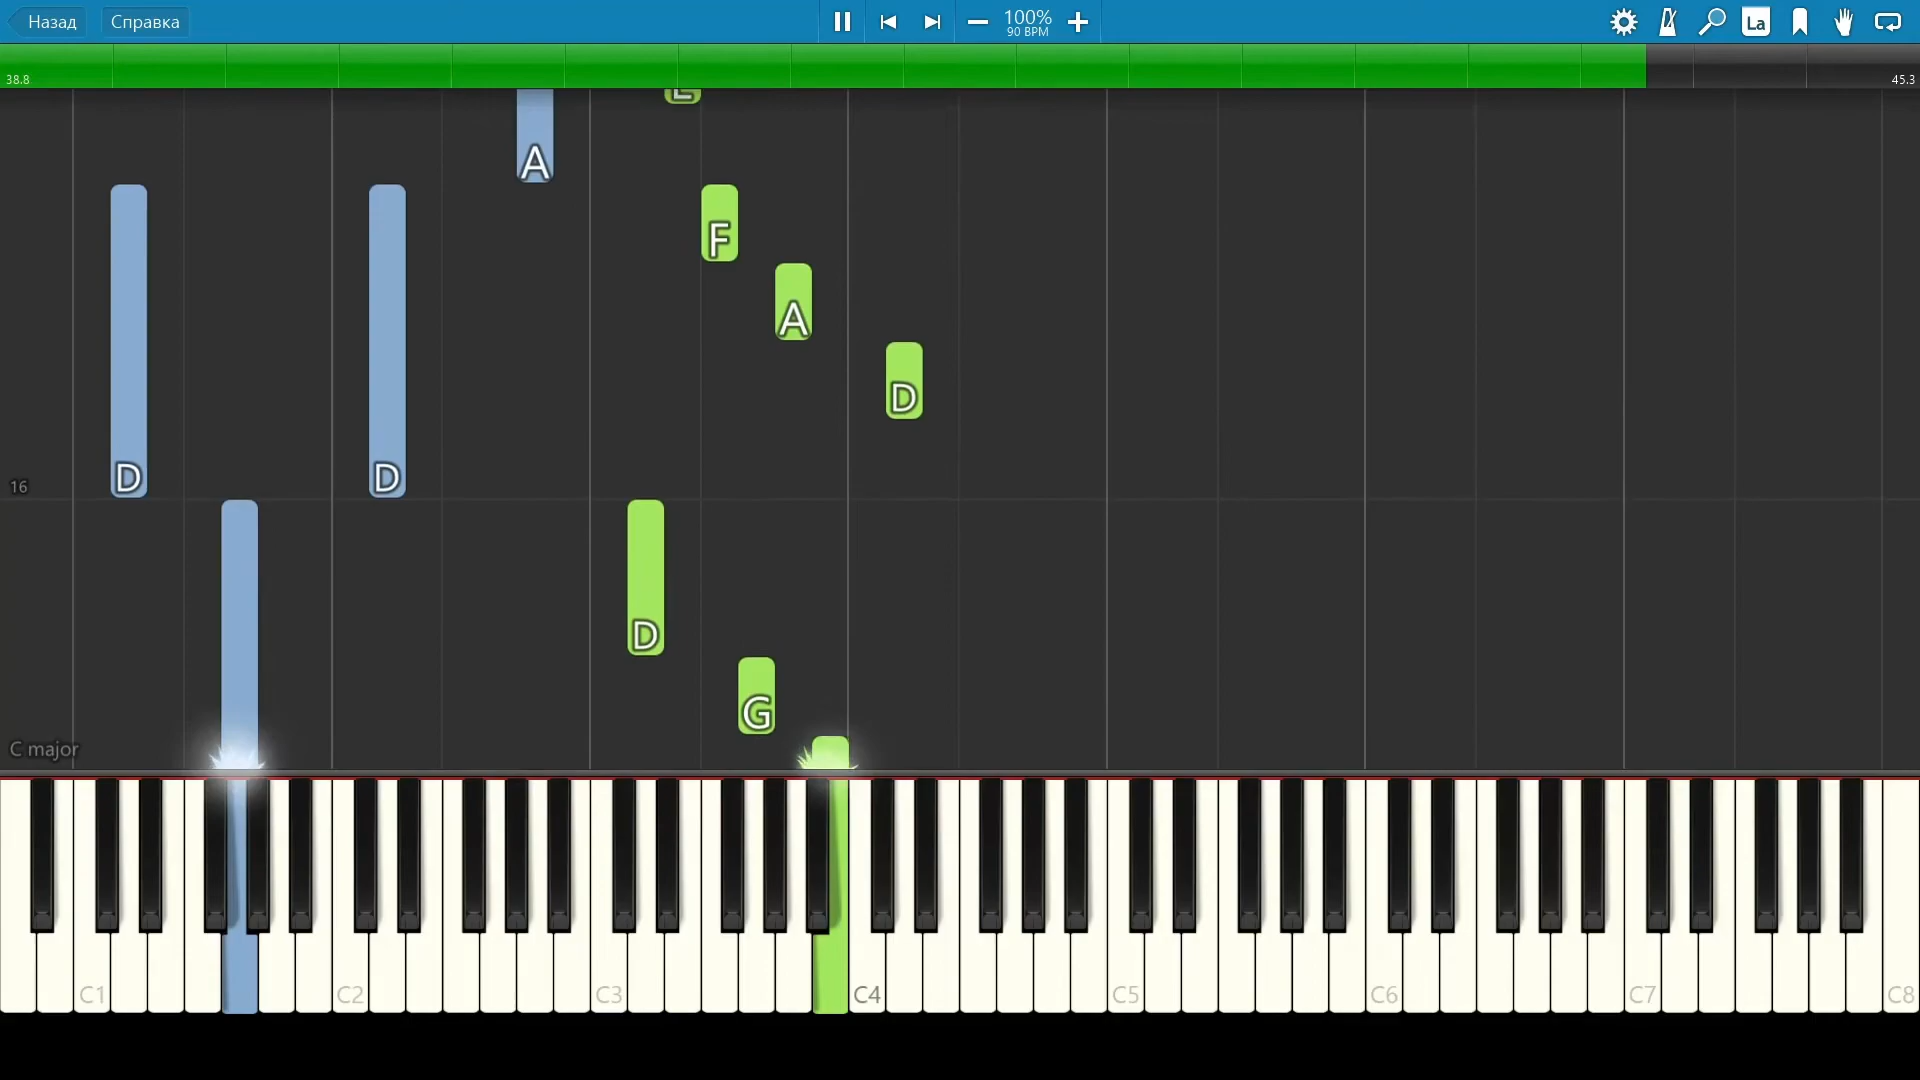 Назад
Справка
100%
90 BPM
La
38.8
45.3
A
F
A
D
D
D
16
D
G
C major
C1
C2
C3
C4
C5
C6
C7
C8